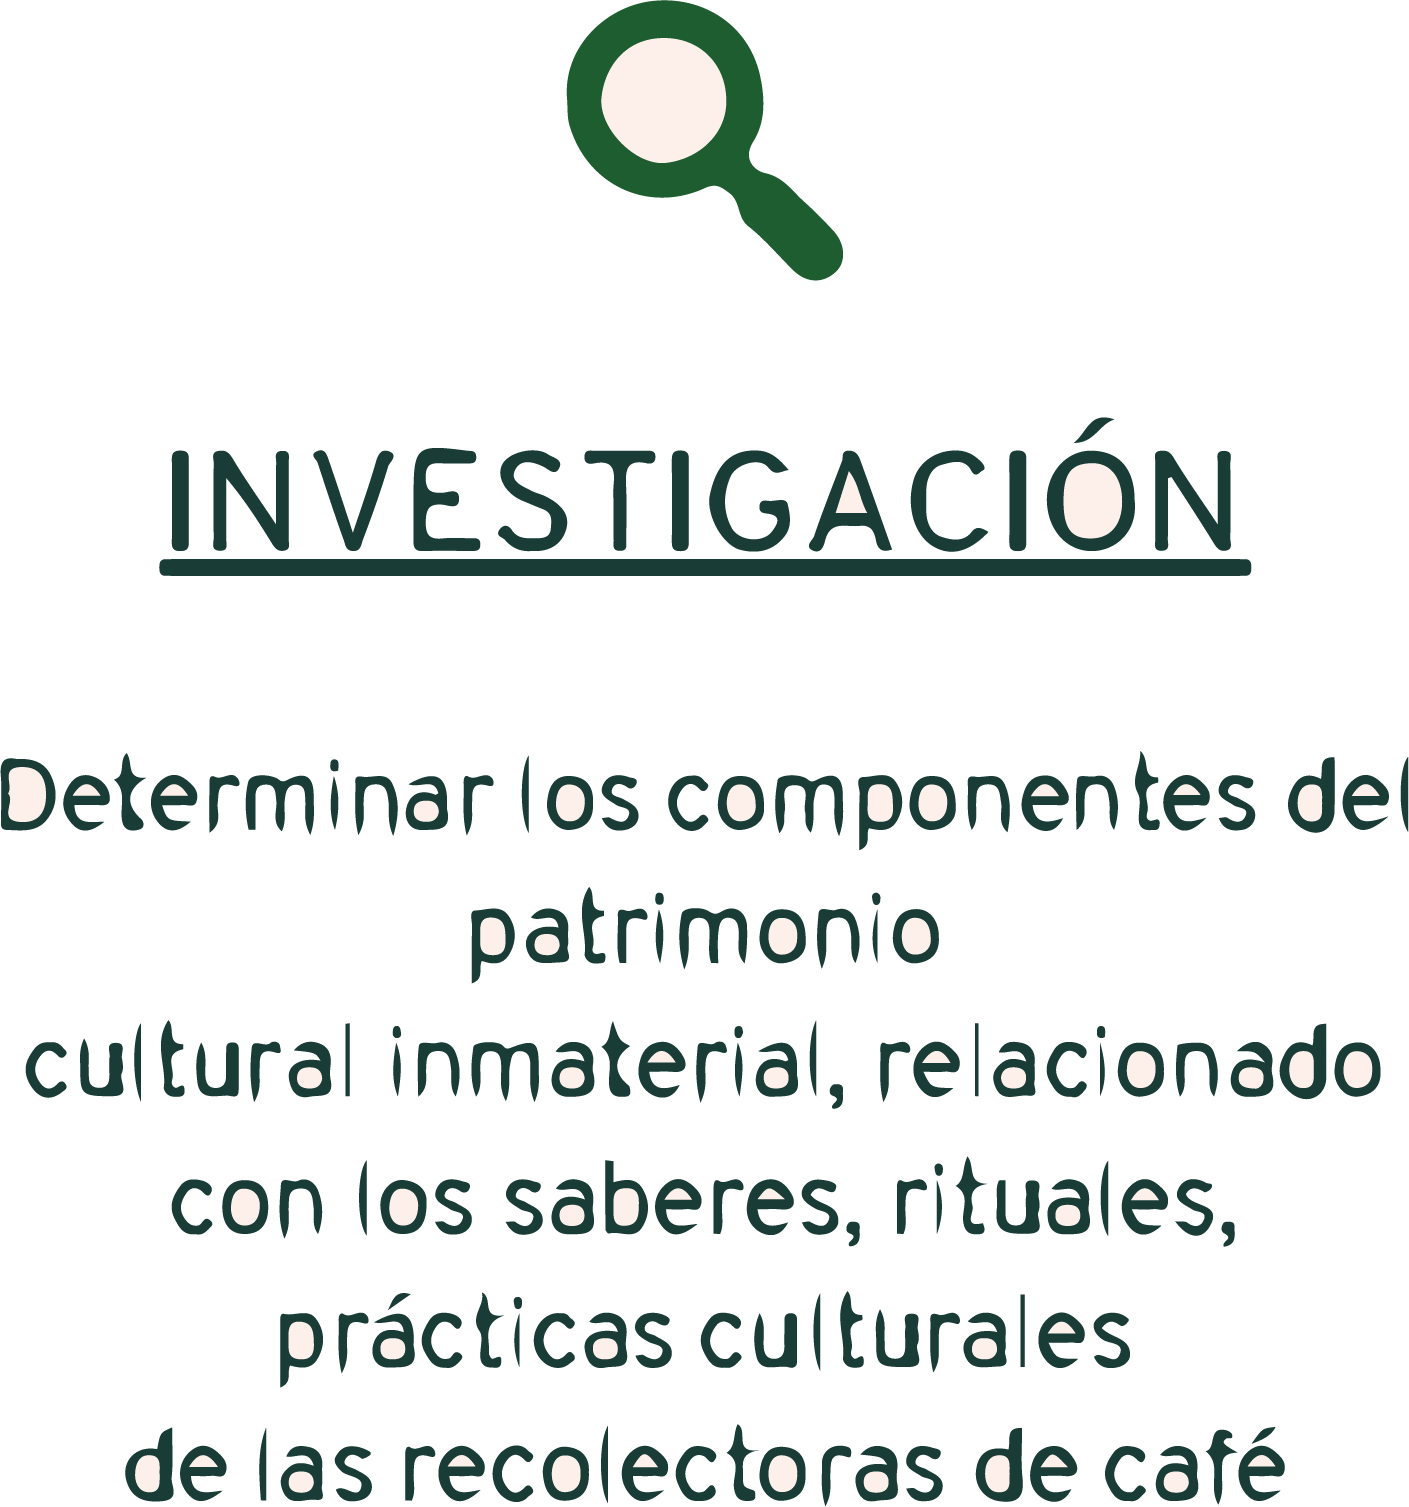 INVESTIGACIÓN
Determinar los componentes del
patrimonio
cultural inmaterial, relacionado
con los saberes, rituales,
prácticas culturales
de las recolectoras de café